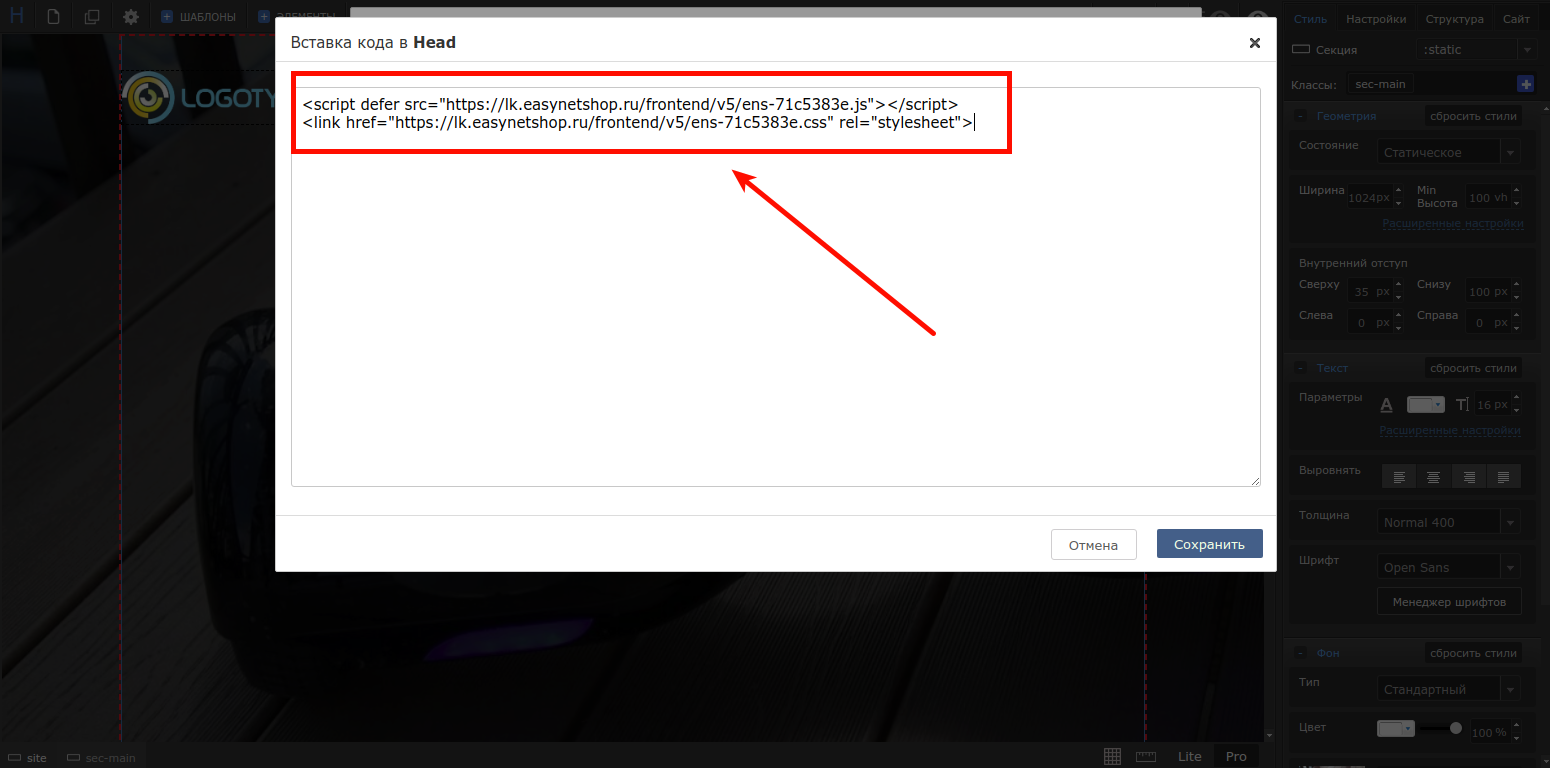 H
ШАБЛОНЫ
ЭЛЕМЕНТЫ
Стиль Настройки Структура Сайт
Вставка кода в Head
Секция :static
Классы: sec-main
LOGOTY
<script defer src="https://lk.easynetshop.ru/frontend/v5/ens-71c5383e.js"></script>
<link href="https://lk.easynetshop.ru/frontend/v5/ens-71c5383e.css" rel="stylesheet">
Отмена Сохранить
- Геометрия сбросить стили
Состояние Статическое
Ширина 1024px Min
Высота 100 vh
Расширенные настройки
Внутренний отступ
Сверху 35 px Снизу 100 px
Слева 0 px Справа 0 px
- Текст сбросить стили
Параметры A T 16 px
Расширенные настройки
Выровнять
Толщина Normal 400
Шрифт Open Sans
Менеджер шрифтов
- Фон сбросить стили
Тип Стандартный
Цвет 100 %
site sec-main Lite Pro